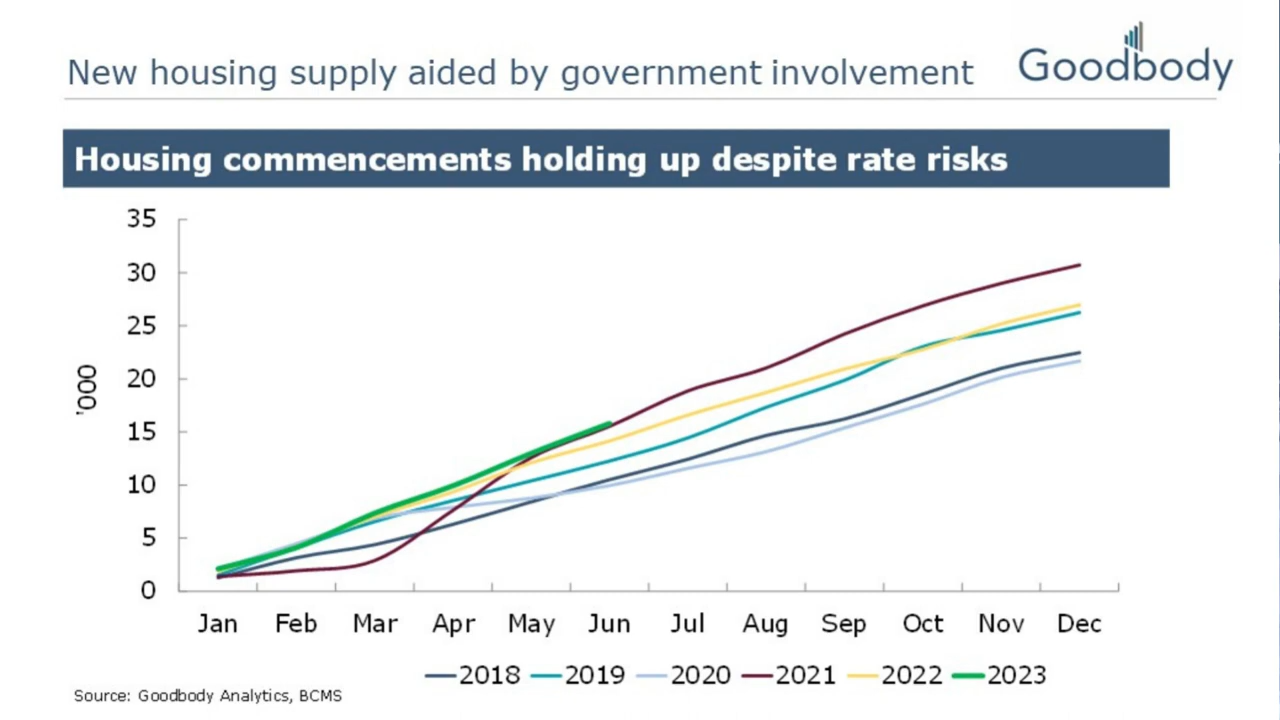 New housing supply aided by government involvement
Goodbody
Housing commencements holding up despite rate risks
35
30
25
20
15
10
5
0
'000
Jan Feb Mar Apr May Jun Jul Aug Sep Oct Nov Dec
2018 2019 2020 2021 2022 2023
Source: Goodbody Analytics, BCMS